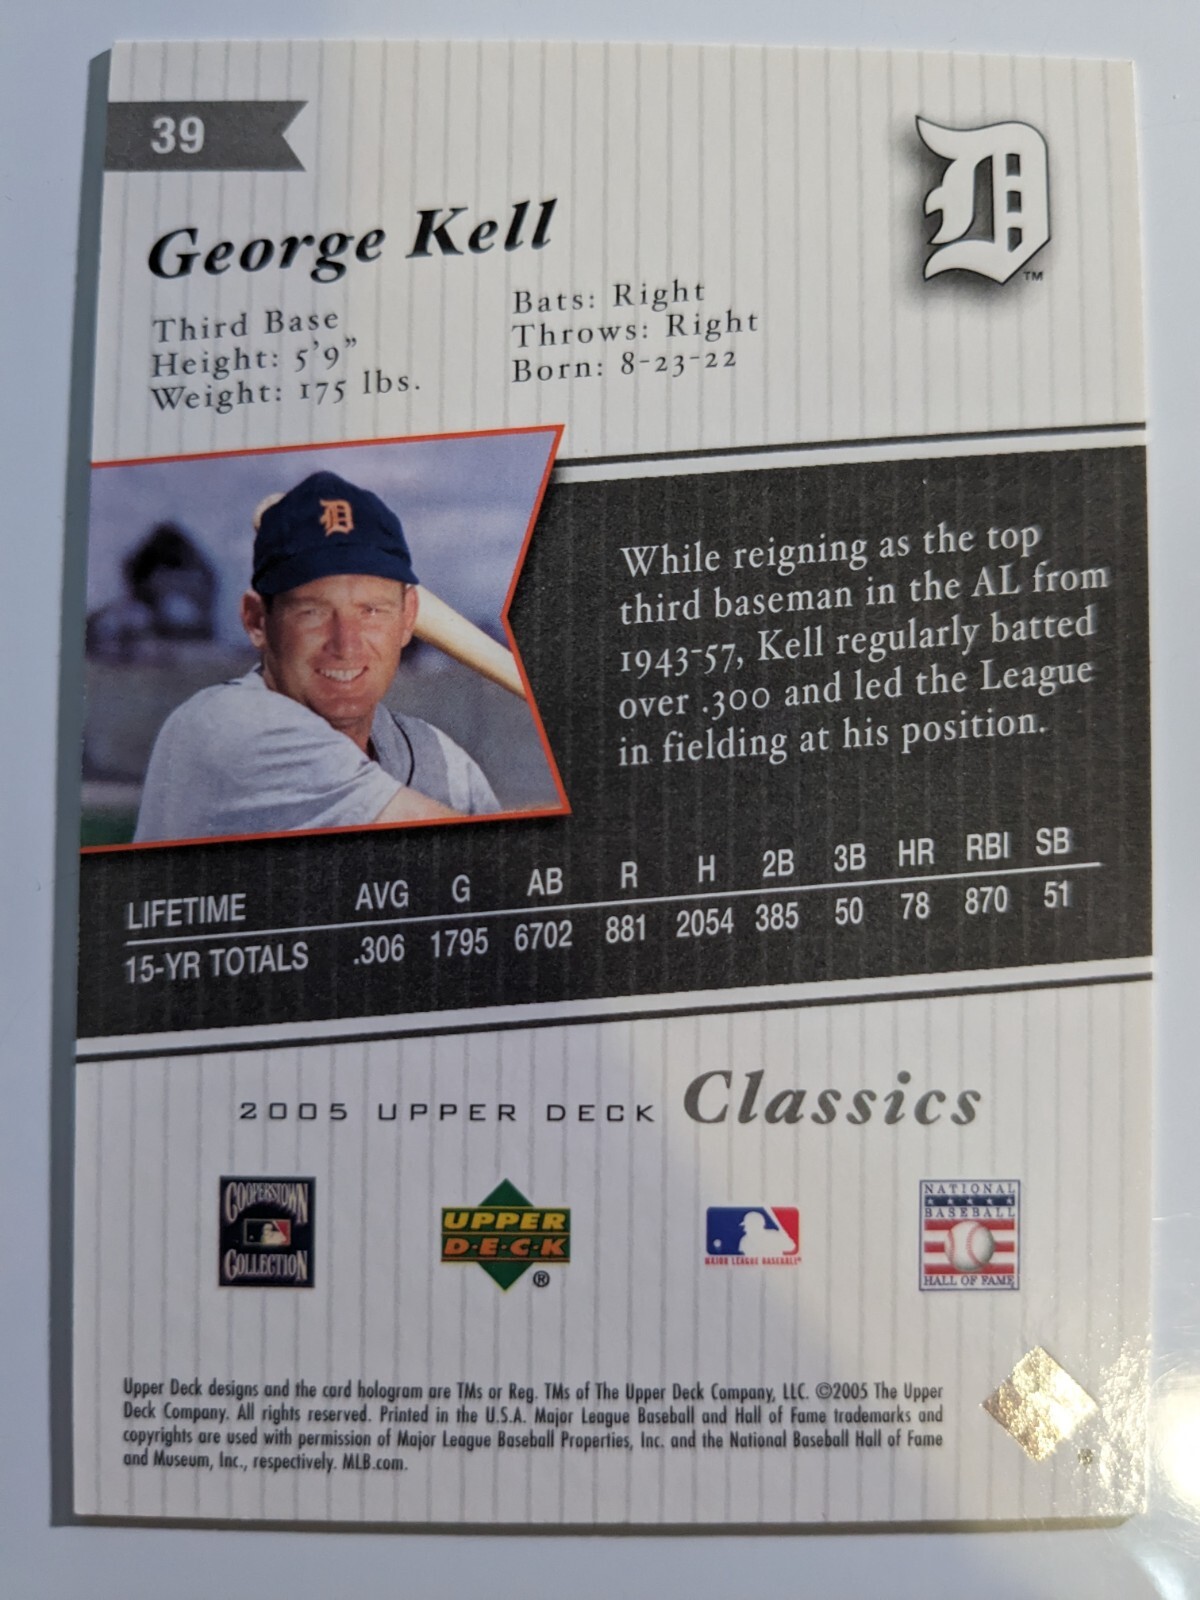 39
D
TM
George Kell
Third Base
Height: 5'9"
Weight: 175 lbs.
Bats: Right
Throws: Right
Born: 8-23-22
D
While reigning as the top
third baseman in the AL from
1943-57, Kell regularly batted
over .300 and led the League
in fielding at his position.
LIFETIME AVG G AB R H 2B 3B HR RBI SB
15-YR TOTALS .306 1795 6702 881 2054 385 50 78 870 51
2005 UPPER DECK Classics
COOPERSTOWN
COLLECTION
UPPER
D·E·C·K
®
MAJOR LEAGUE BASEBALL®
NATIONAL
BASEBALL
HALL OF FAME
Upper Deck designs and the card hologram are TMs or Reg. TMs of The Upper Deck Company, LLC. ©2005 The Upper
Deck Company. All rights reserved. Printed in the U.S.A. Major League Baseball and Hall of Fame trademarks and
copyrights are used with permission of Major League Baseball Properties, Inc. and the National Baseball Hall of Fame
and Museum, Inc., respectively. MLB.com.